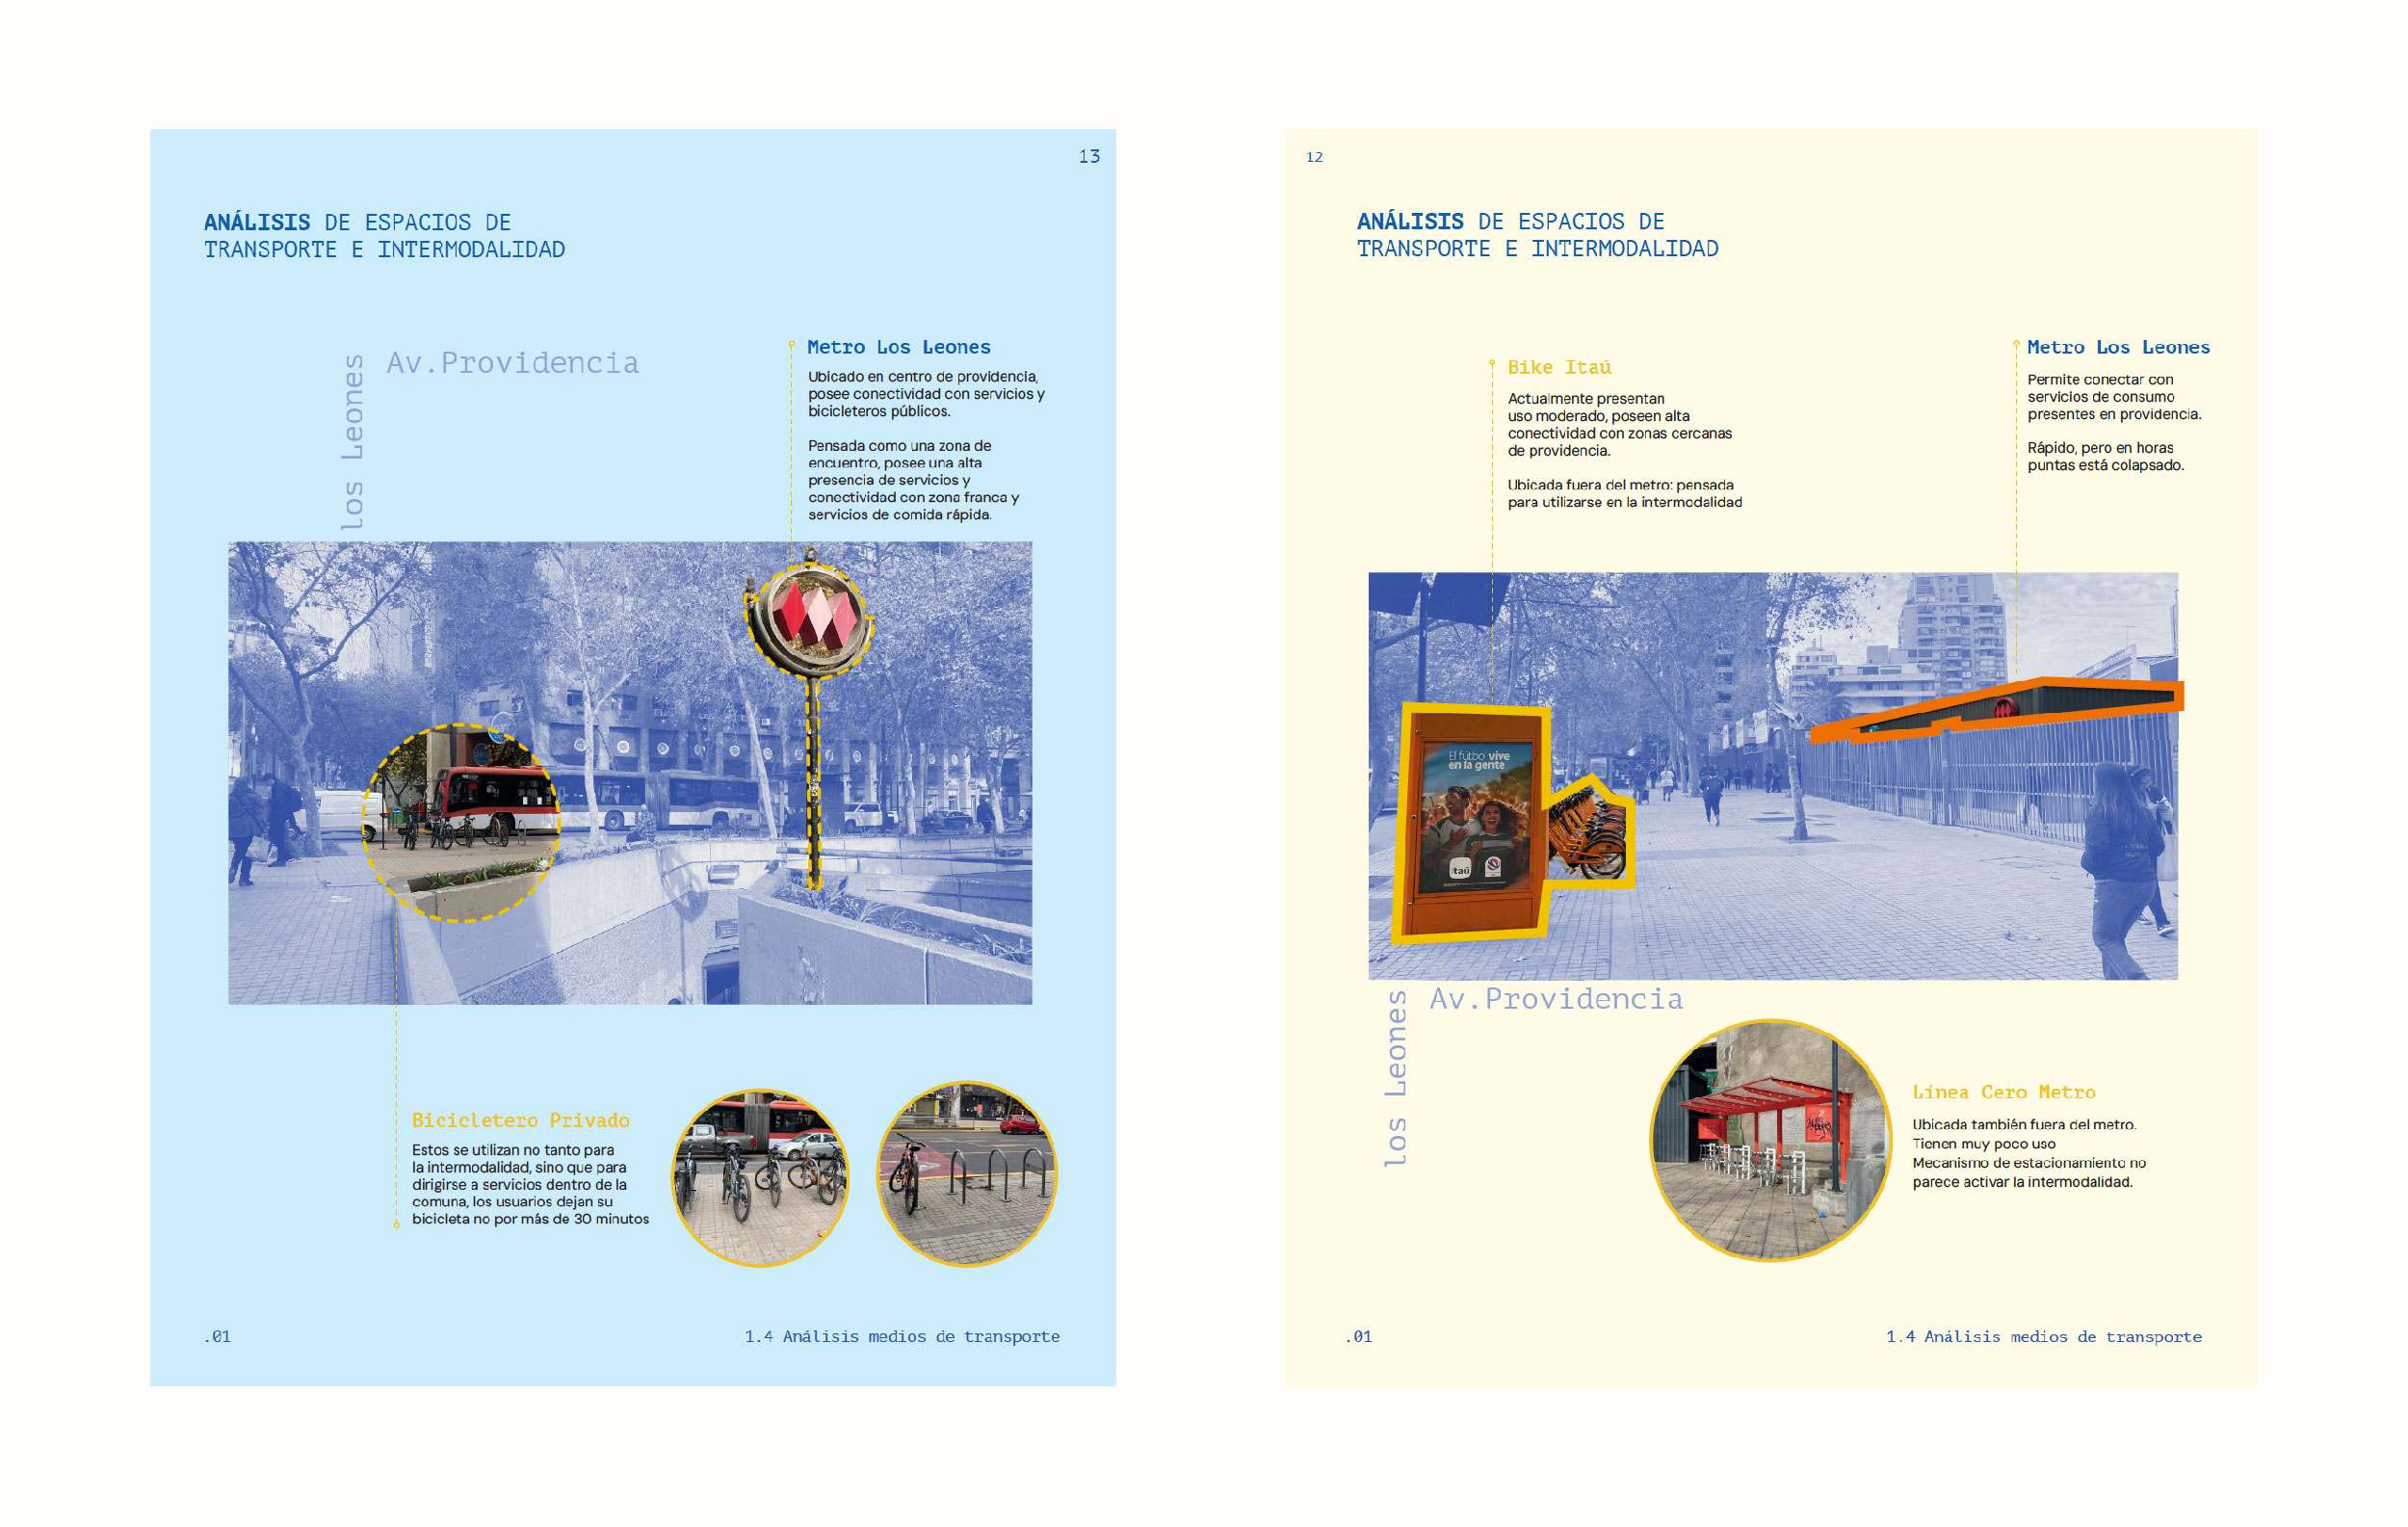 13
ANÁLISIS DE ESPACIOS DE
TRANSPORTE E INTERMODALIDAD
los Leones
Av.Providencia
Metro Los Leones
Ubicado en centro de providencia,
posee conectividad con servicios y
bicicleteros públicos.
Pensada como una zona de
encuentro, posee una alta
presencia de servicios y
conectividad con zona franca y
servicios de comida rápida.
Bicicletero Privado
Estos se utilizan no tanto para
la intermodalidad, sino que para
dirigirse a servicios dentro de la
comuna, los usuarios dejan su
bicicleta no por más de 30 minutos
.01
1.4 Análisis medios de transporte
12
ANÁLISIS DE ESPACIOS DE
TRANSPORTE E INTERMODALIDAD
Bike Itaú
Actualmente presentan
uso moderado, poseen alta
conectividad con zonas cercanas
de providencia.
Ubicada fuera del metro: pensada
para utilizarse en la intermodalidad
Metro Los Leones
Permite conectar con
servicios de consumo
presentes en providencia.
Rápido, pero en horas
puntas está colapsado.
El fútbo vive
en la gente
itaú
los Leones
Av.Providencia
Línea Cero Metro
Ubicada también fuera del metro.
Tienen muy poco uso
Mecanismo de estacionamiento no
parece activar la intermodalidad.
.01
1.4 Análisis medios de transporte